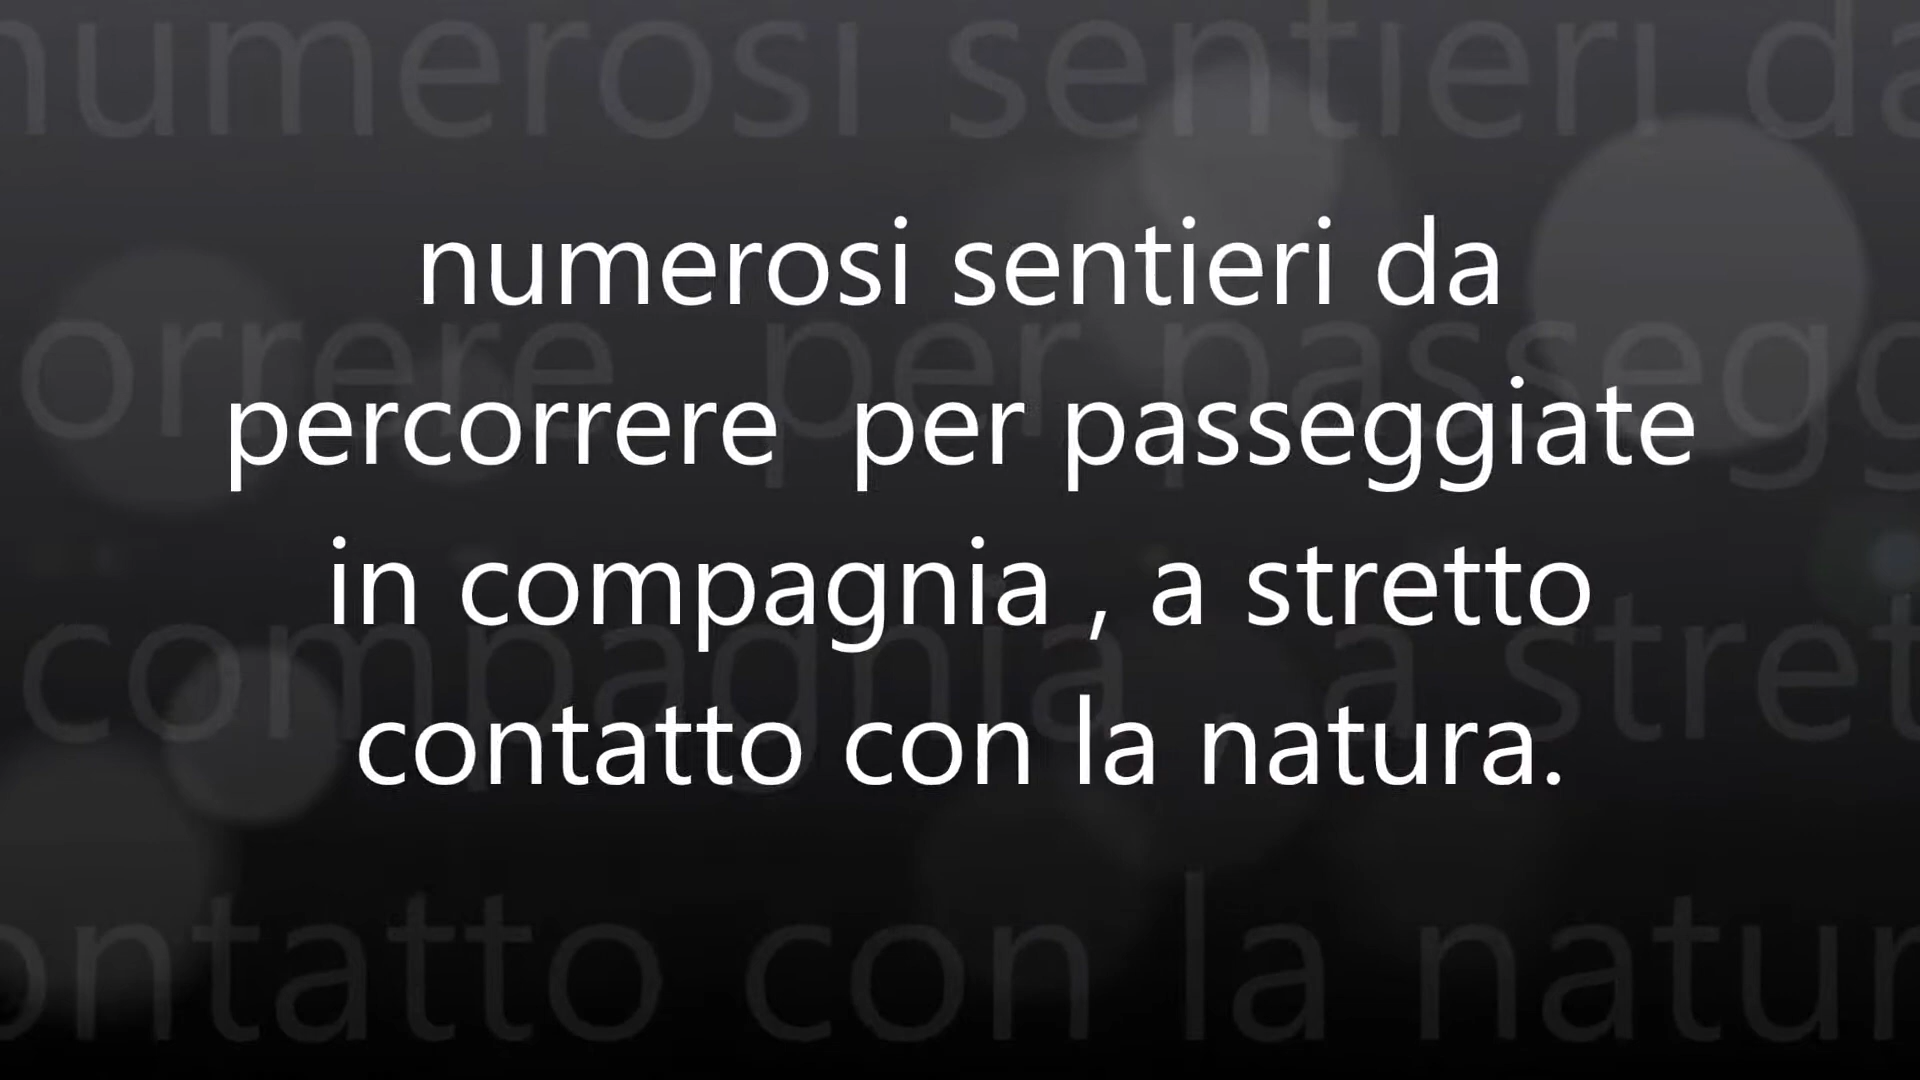 numerosi sentieri da
percorrere  per passeggiate
in compagnia , a stretto
contatto con la natura.